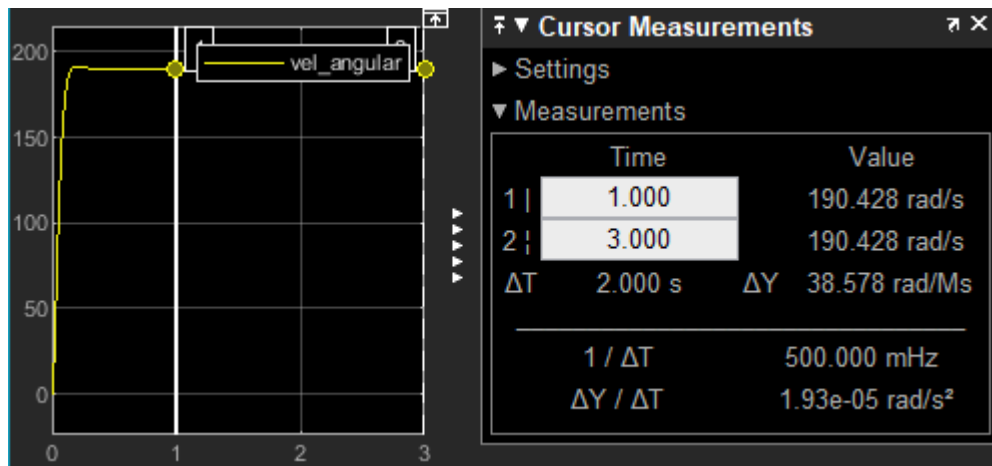 200
150
100
50
0
0 1 2 3
vel_angular
Cursor Measurements
Settings
Measurements
Time Value
1 | 1.000 190.428 rad/s
2 ¦ 3.000 190.428 rad/s
ΔT 2.000 s ΔY 38.578 rad/Ms
1 / ΔT 500.000 mHz
ΔY / ΔT 1.93e-05 rad/s²